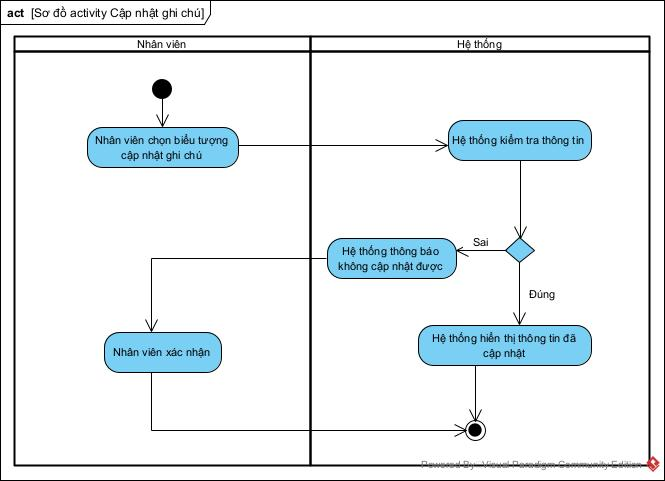 act [Sơ đồ activity Cập nhật ghi chú]
Nhân viên
Hệ thống
Nhân viên chọn biểu tượng
cập nhật ghi chú
Hệ thống kiểm tra thông tin
Sai
Hệ thống thông báo
không cập nhật được
Đúng
Nhân viên xác nhận
Hệ thống hiển thị thông tin đã
cập nhật
Powered By: Visual Paradigm Community Edition